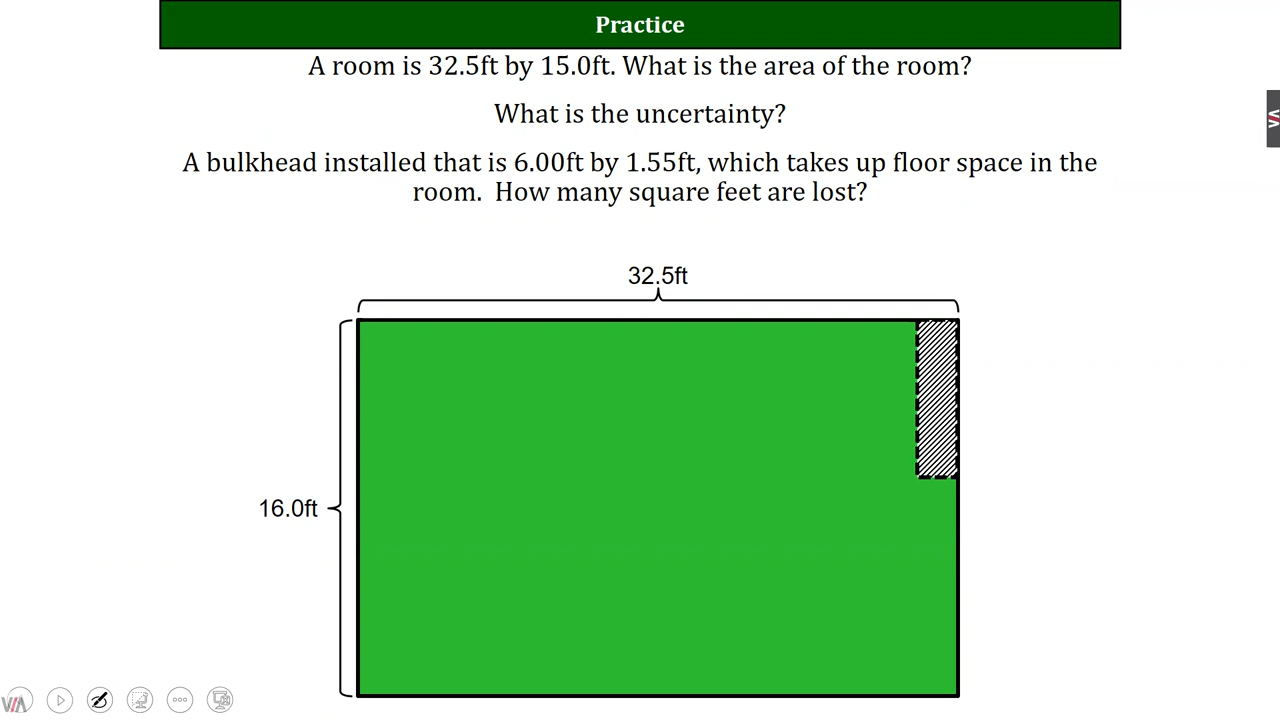 Practice
A room is 32.5ft by 15.0ft. What is the area of the room?
What is the uncertainty?
A bulkhead installed that is 6.00ft by 1.55ft, which takes up floor space in the
room.  How many square feet are lost?
32.5ft
16.0ft
VIA